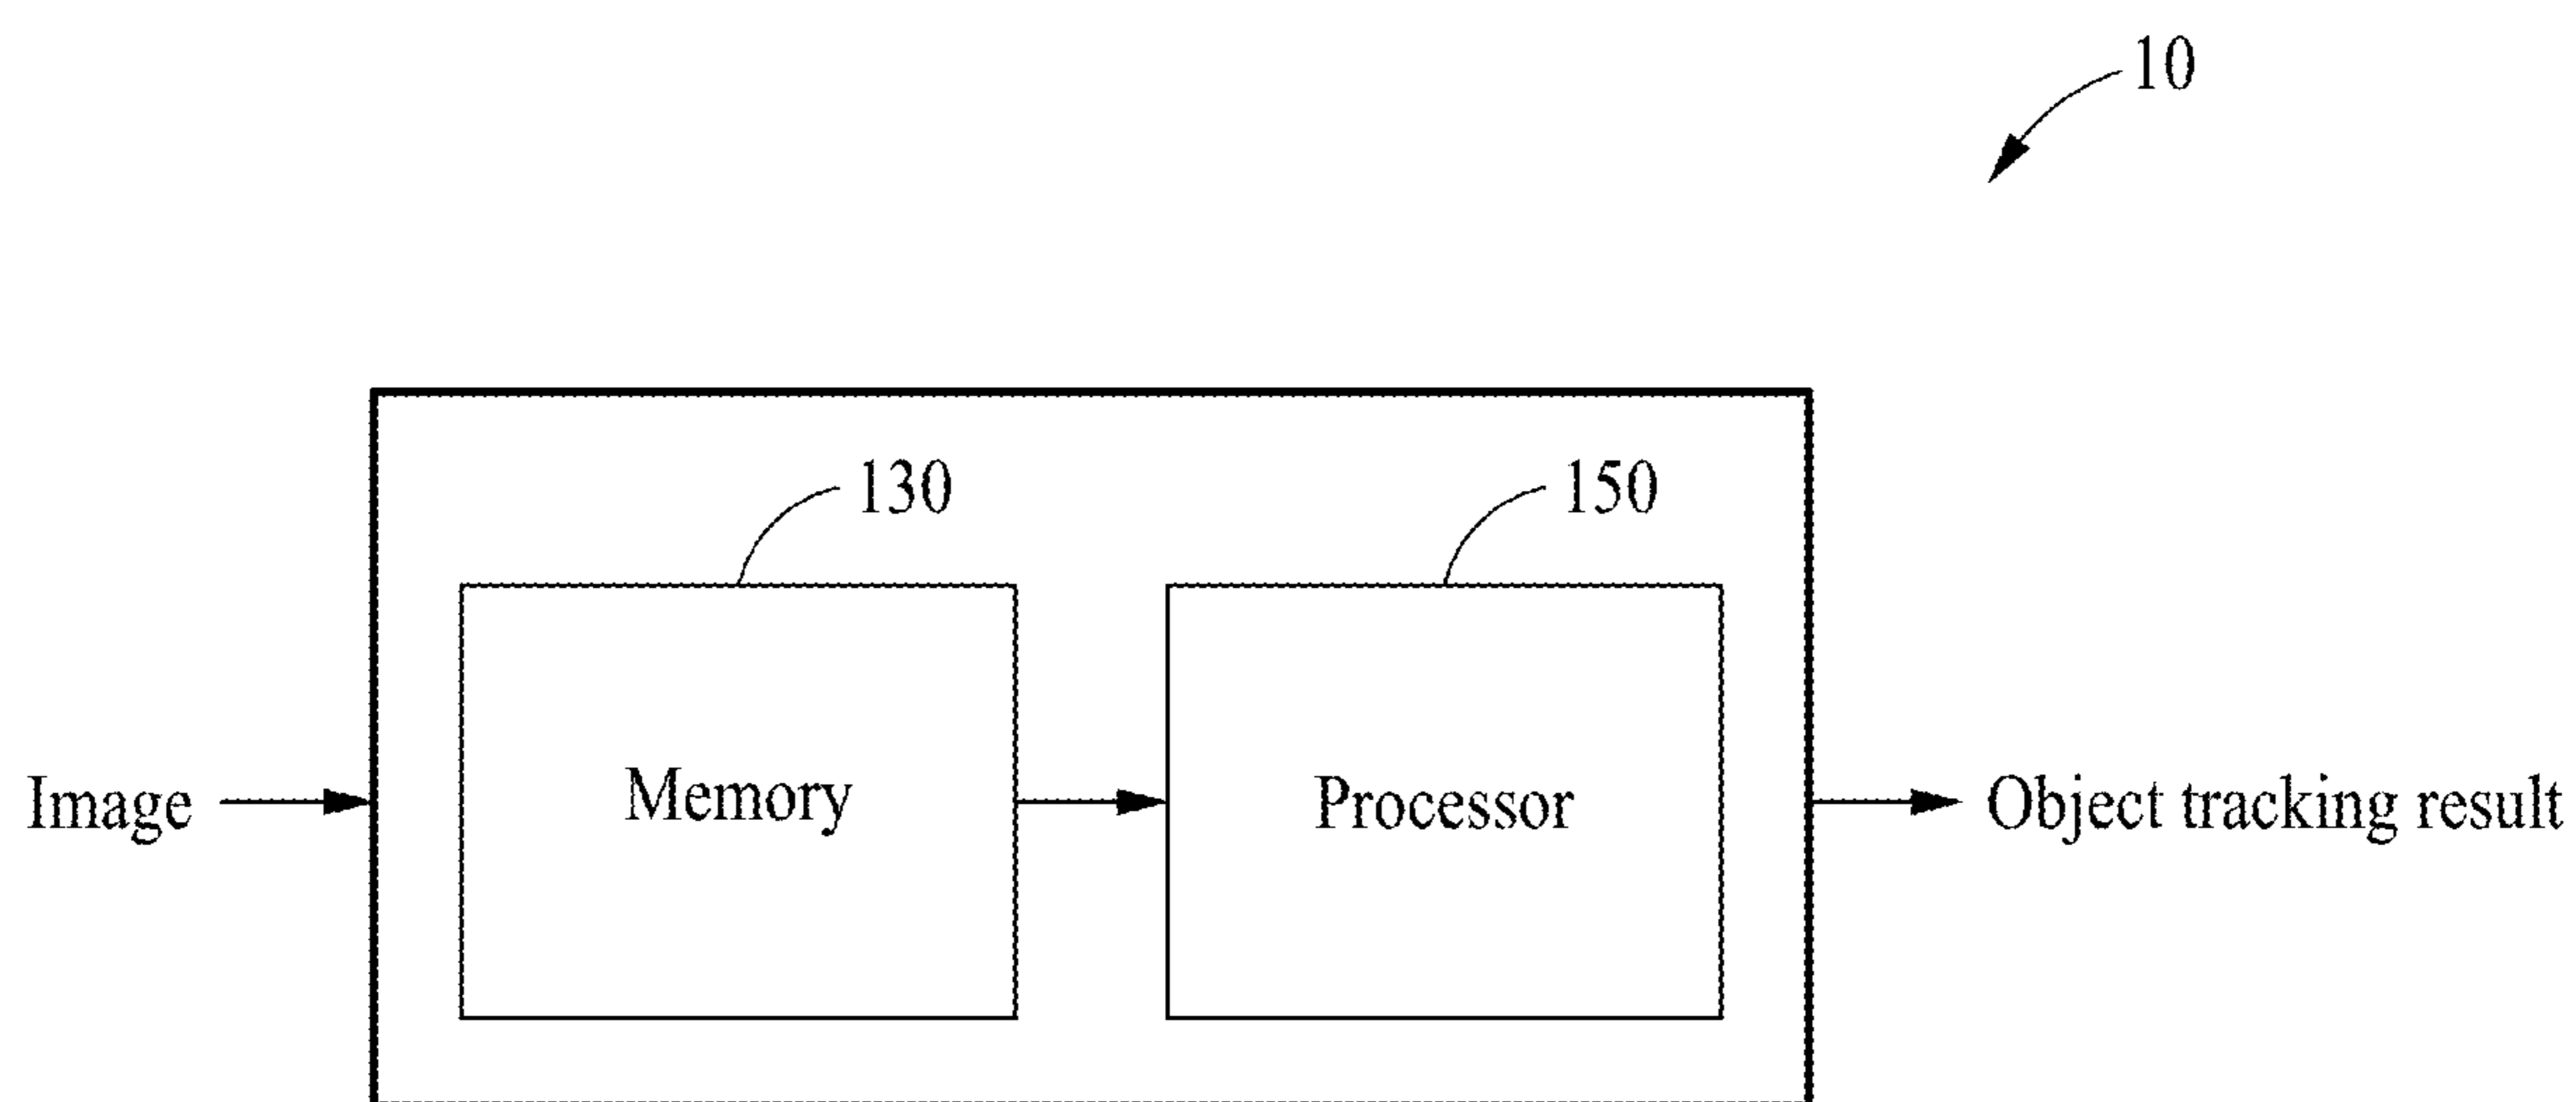 10
130
150
Image
Memory
Processor
Object tracking result